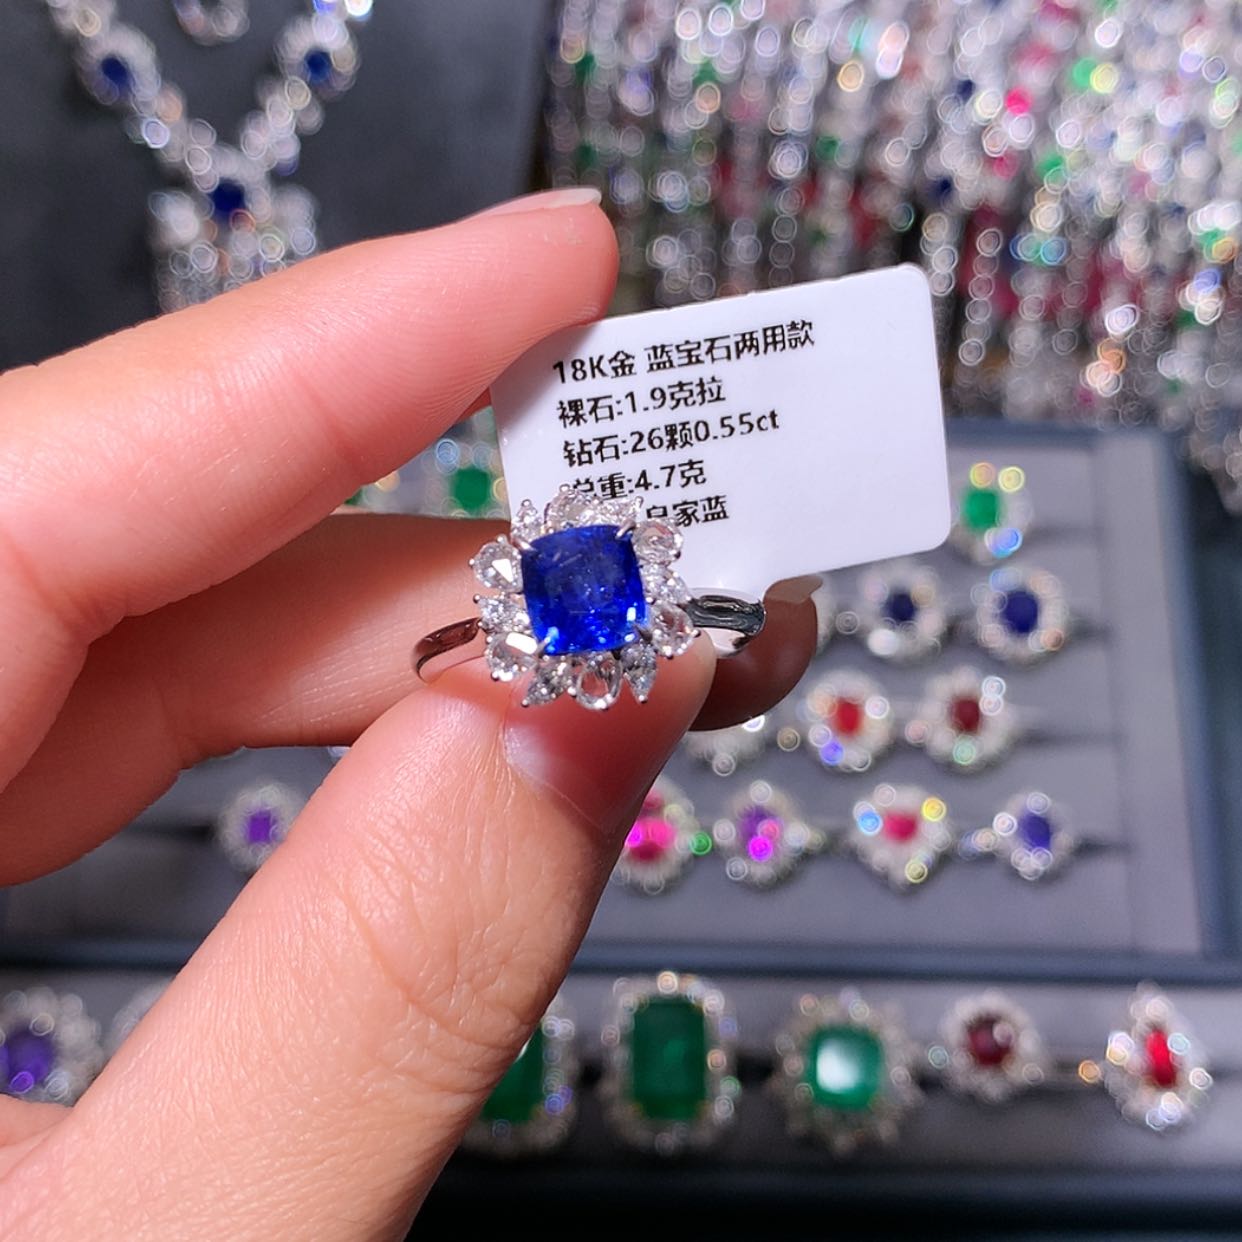 18K金 蓝宝石两用款
裸石:1.9克拉
钻石:26颗0.55ct
总重:4.7克
皇家蓝